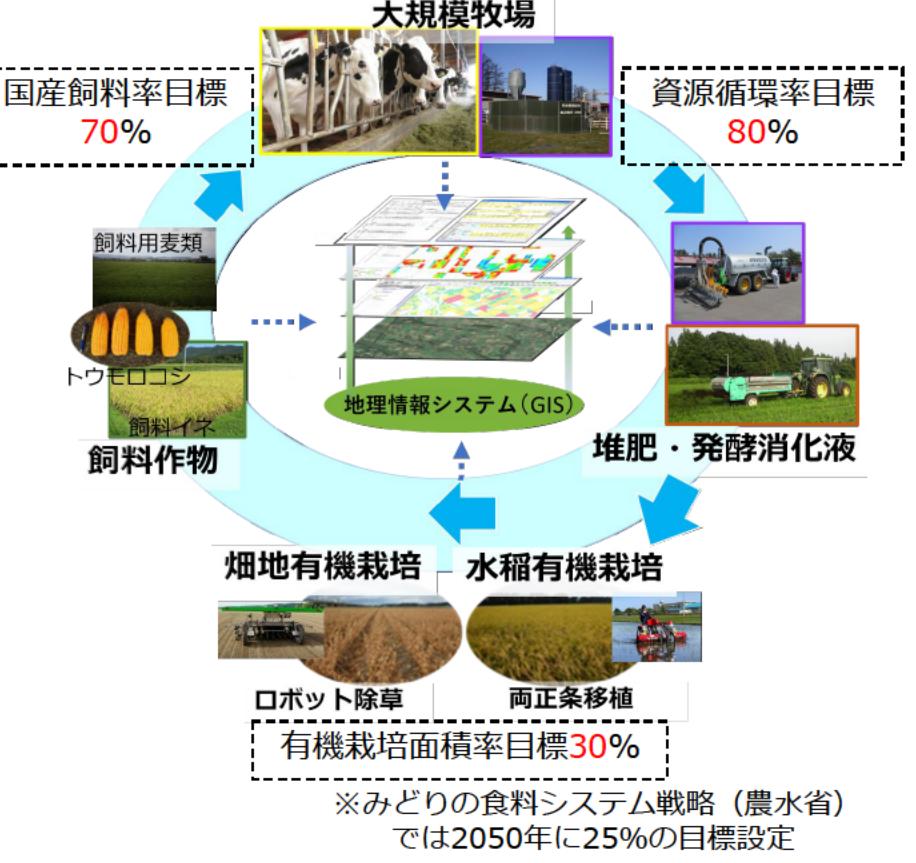 大規模牧場
国産飼料率目標
70%
資源循環率目標
80%
飼料用麦類
トウモロコシ
飼料イネ
飼料作物
地理情報システム(GIS)
堆肥・発酵消化液
畑地有機栽培
水稲有機栽培
ロボット除草
両正条移植
有機栽培面積率目標30%
※みどりの食料システム戦略（農水省）
では2050年に25%の目標設定